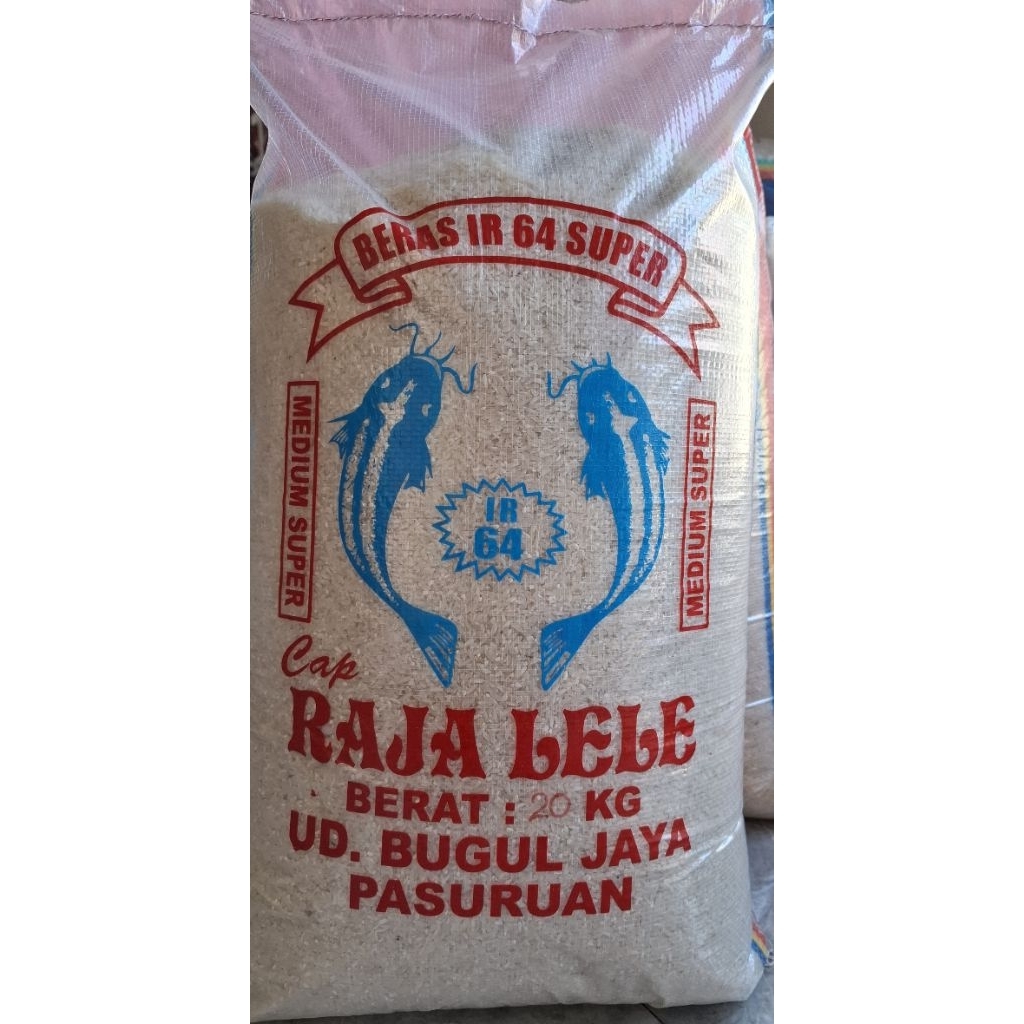 BERAS IR 64 SUPER
MEDIUM SUPER
IR
64
MEDIUM SUPER
Cap
RAJA LELE
BERAT : 20 KG
UD. BUGUL JAYA
PASURUAN